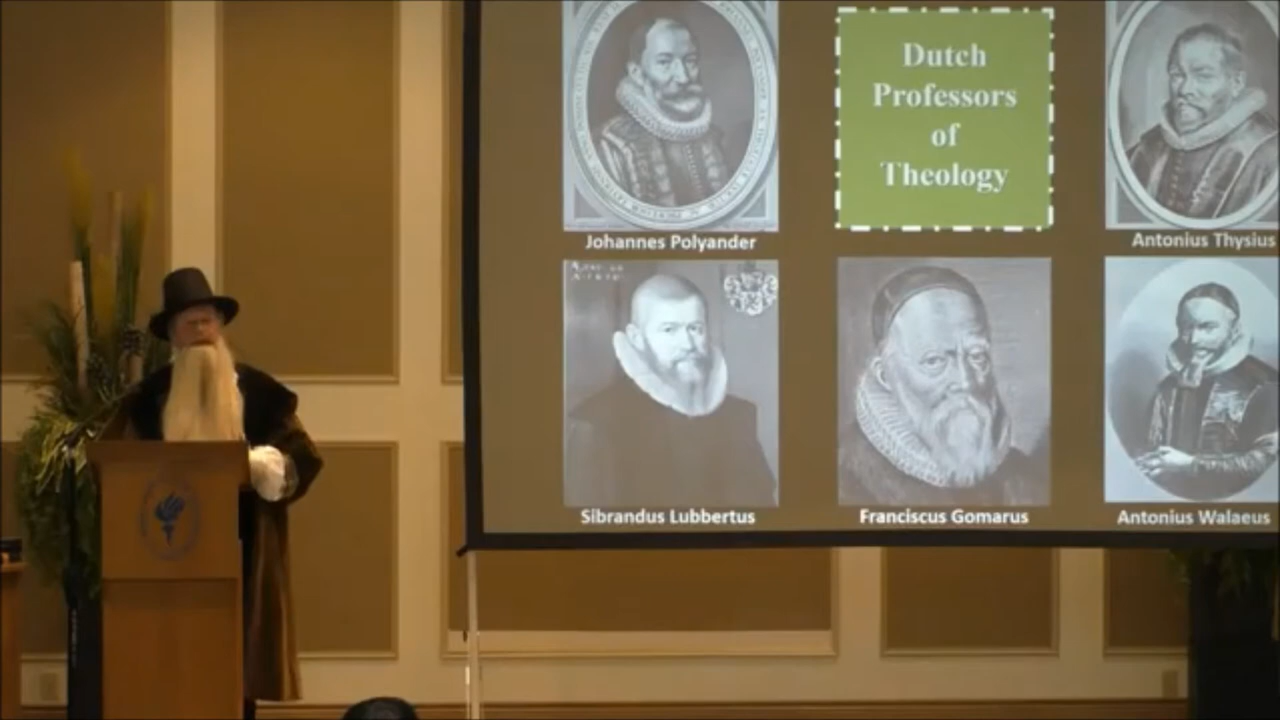 Dutch
Professors
of
Theology
Johannes Polyander
Antonius Thysius
Sibrandus Lubbertus
Franciscus Gomarus
Antonius Walaeus